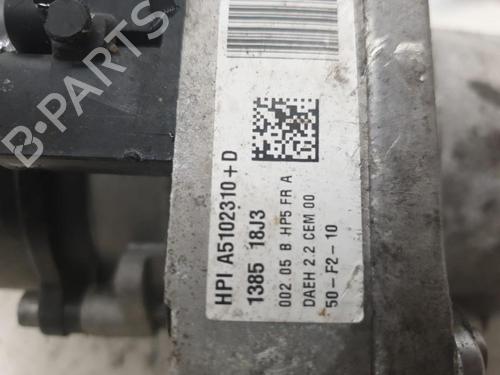 B-PARTS
HPI A5102310+D
1385 18J3
002 05 B HP5 FR A
DAEH 2.2 CEM 00
50-F2-10